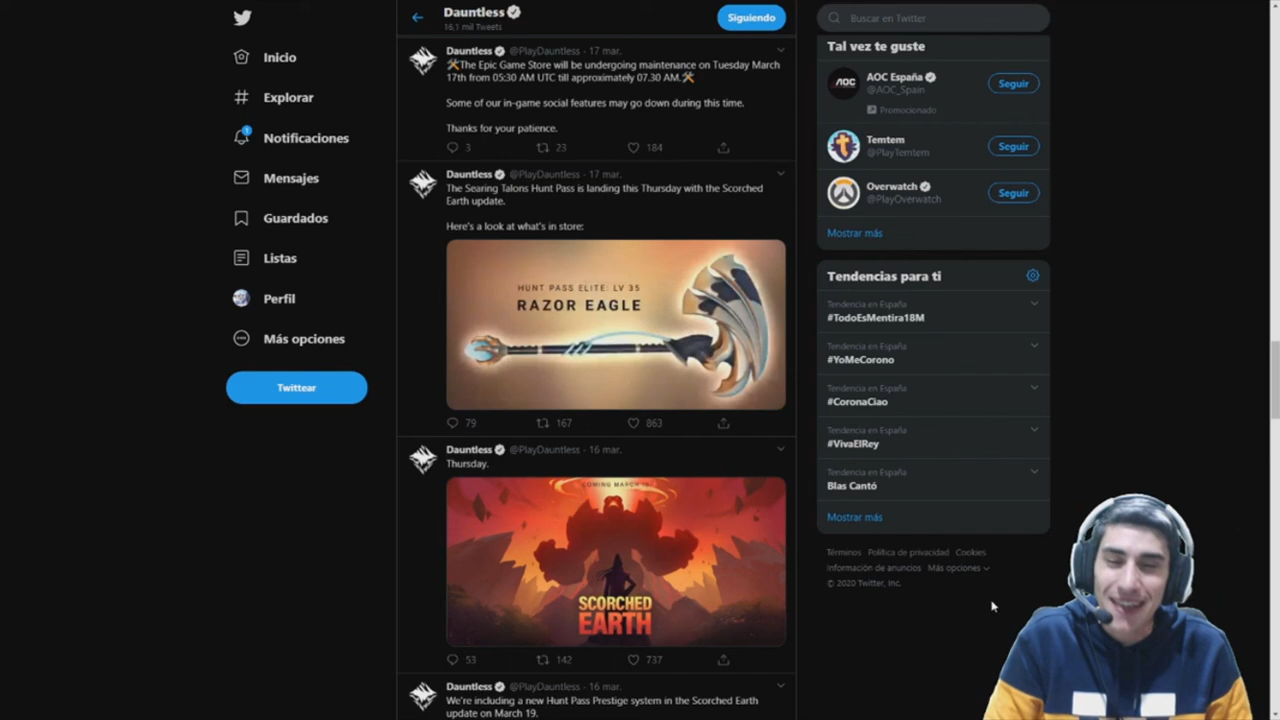 Inicio
Explorar
1
Notificaciones
Mensajes
Guardados
Listas
Perfil
Más opciones
Twittear
Dauntless
16,1 mil Tweets
Siguiendo
Dauntless @PlayDauntless · 17 mar.
🛠The Epic Game Store will be undergoing maintenance on Tuesday March
17th from 05:30 AM UTC till approximately 07.30 AM.🛠
Some of our in-game social features may go down during this time.
Thanks for your patience.
3 23 184
Dauntless @PlayDauntless · 17 mar.
The Searing Talons Hunt Pass is landing this Thursday with the Scorched
Earth update.
Here's a look at what's in store:
HUNT PASS ELITE: LV 35
RAZOR EAGLE
79 167 863
Dauntless @PlayDauntless · 16 mar.
Thursday.
COMING MARCH
SCORCHED
EARTH
53 142 737
Dauntless @PlayDauntless · 16 mar.
We're including a new Hunt Pass Prestige system in the Scorched Earth
update on March 19.
Buscar en Twitter
Tal vez te guste
AOC
AOC España
@AOC_Spain
Seguir
Promocionado
Temtem
@PlayTemtem
Seguir
Overwatch
@PlayOverwatch
Seguir
Mostrar más
Tendencias para ti
Tendencia en España
#TodoEsMentira18M
Tendencia en España
#YoMeCorono
Tendencia en España
#CoronaCiao
Tendencia en España
#VivaElRey
Tendencia en España
Blas Cantó
Mostrar más
Términos Política de privacidad Cookies
Información de anuncios Más opciones
© 2020 Twitter, Inc.